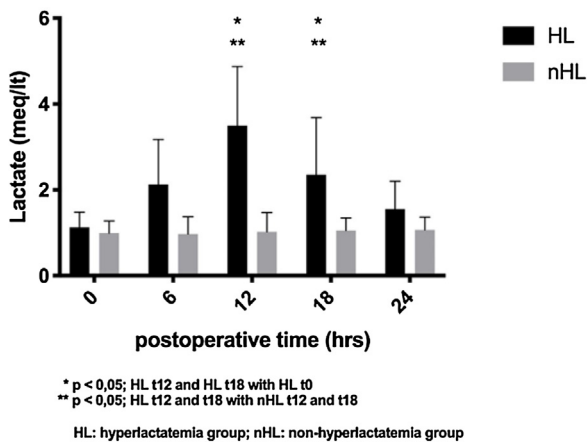 6
4
2
0
Lactate (meq/lt)
*
**
*
**
HL
nHL
0
6
12
18
24
postoperative time (hrs)
* p < 0,05; HL t12 and HL t18 with HL t0
** p < 0,05; HL t12 and t18 with nHL t12 and t18
HL: hyperlactatemia group; nHL: non-hyperlactatemia group